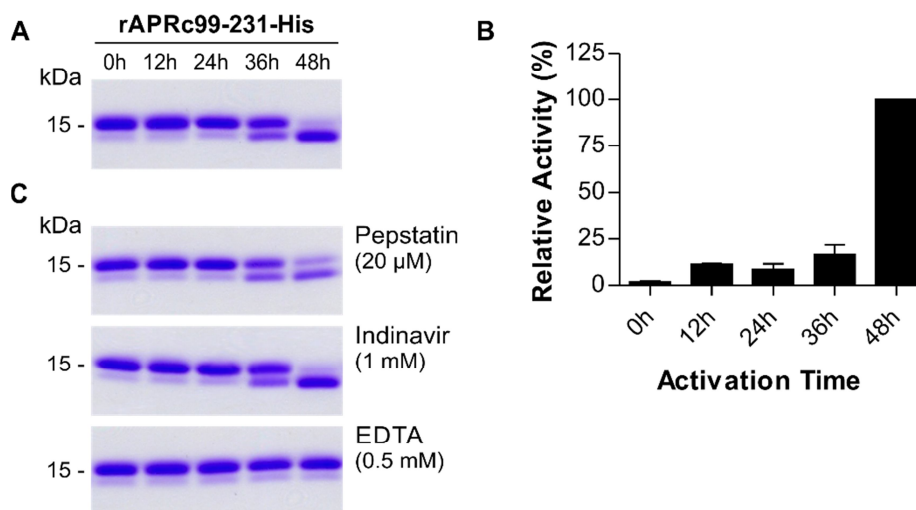 A
rAPRc99-231-His
0h 12h 24h 36h 48h
kDa
15 -
C
kDa
15 -
Pepstatin
(20 µM)
15 -
Indinavir
(1 mM)
15 -
EDTA
(0.5 mM)
B
Relative Activity (%)
125
100
75
50
25
0
0h 12h 24h 36h 48h
Activation Time